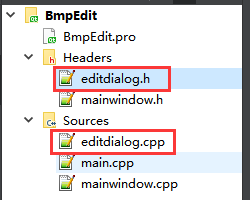 BmpEdit
BmpEdit.pro
Headers
editdialog.h
mainwindow.h
Sources
editdialog.cpp
main.cpp
mainwindow.cpp